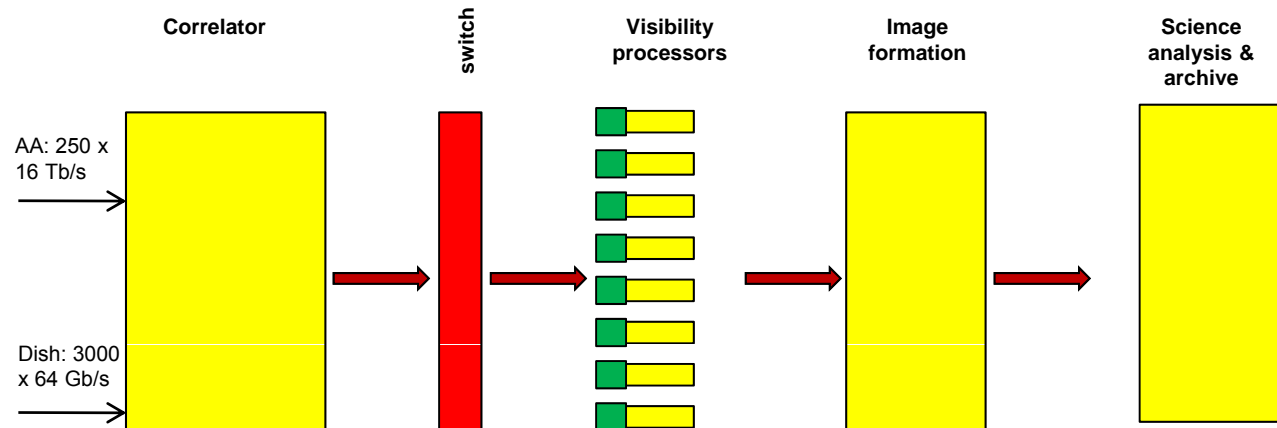 Correlator
switch
Visibility
processors
Image
formation
Science
analysis &
archive
AA: 250 x
16 Tb/s
Dish: 3000
x 64 Gb/s